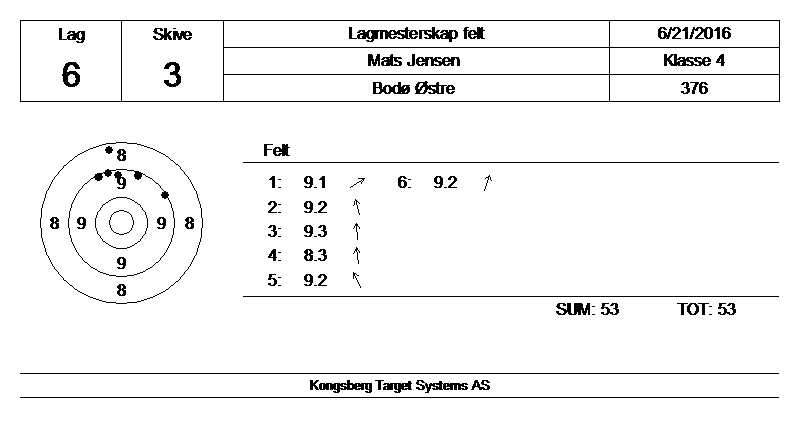 Lag Skive Lagmesterskap felt 6/21/2016
6 3 Mats Jensen Klasse 4
Bodø Østre 376
Felt
1: 9.1 6: 9.2
2: 9.2
3: 9.3
4: 8.3
5: 9.2
8
9
8 9 9 8
9
8
SUM: 53 TOT: 53
Kongsberg Target Systems AS